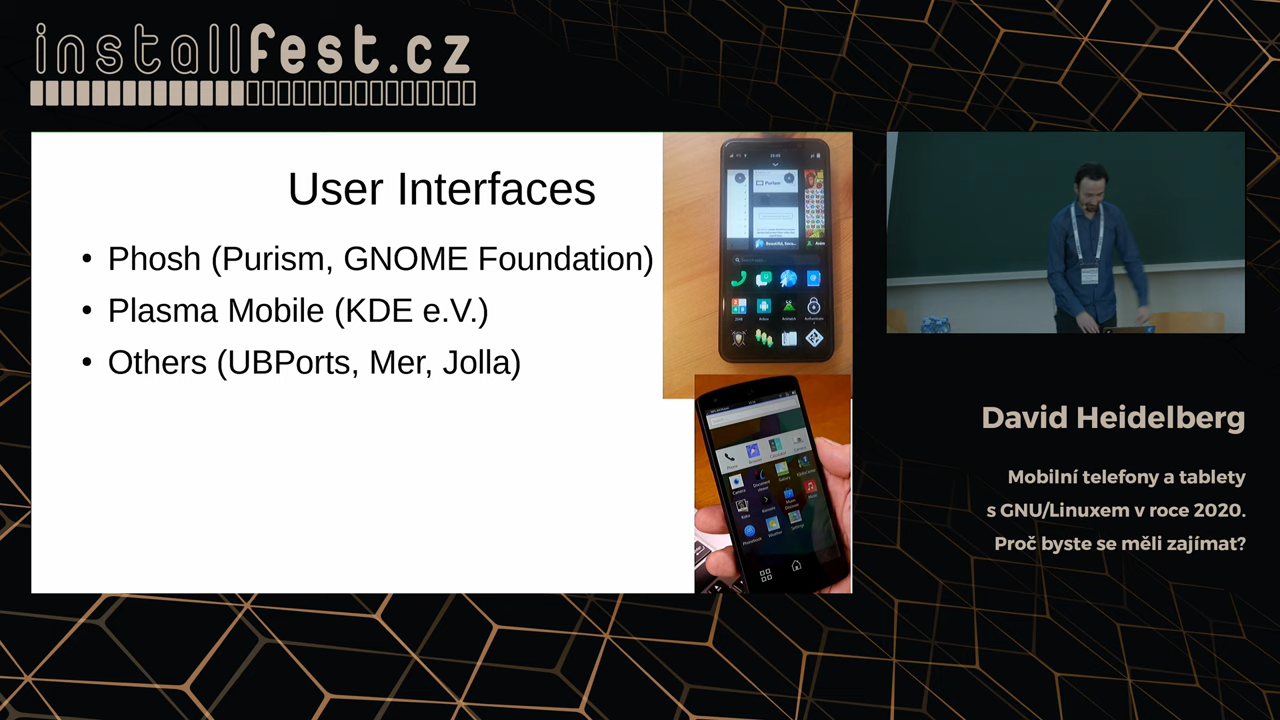 installfest.cz
User Interfaces
• Phosh (Purism, GNOME Foundation)
• Plasma Mobile (KDE e.V.)
• Others (UBPorts, Mer, Jolla)
David Heidelberg
Mobilní telefony a tablety
s GNU/Linuxem v roce 2020.
Proč byste se měli zajímat?